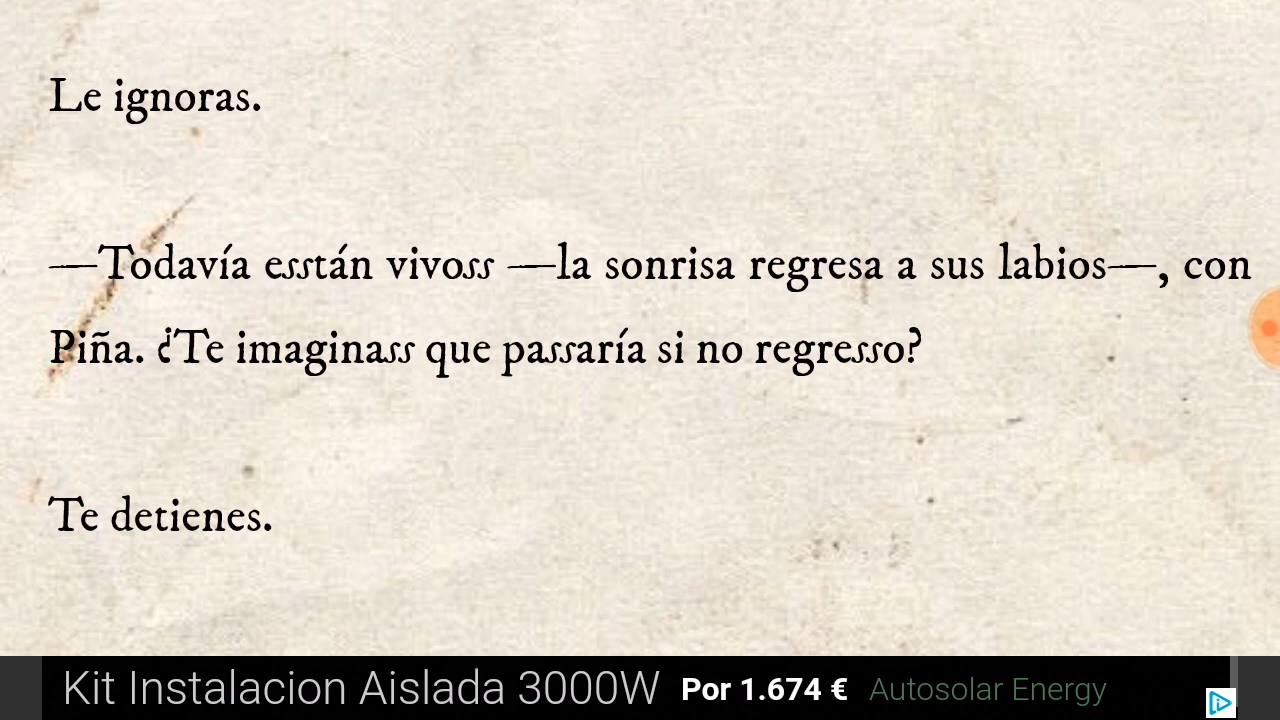 Le ignoras.
—Todavía esstán vivoss —la sonrisa regresa a sus labios—, con
Piña. ¿Te imaginass que passaría si no regresso?
Te detienes.
Kit Instalacion Aislada 3000W Por 1.674 € Autosolar Energy